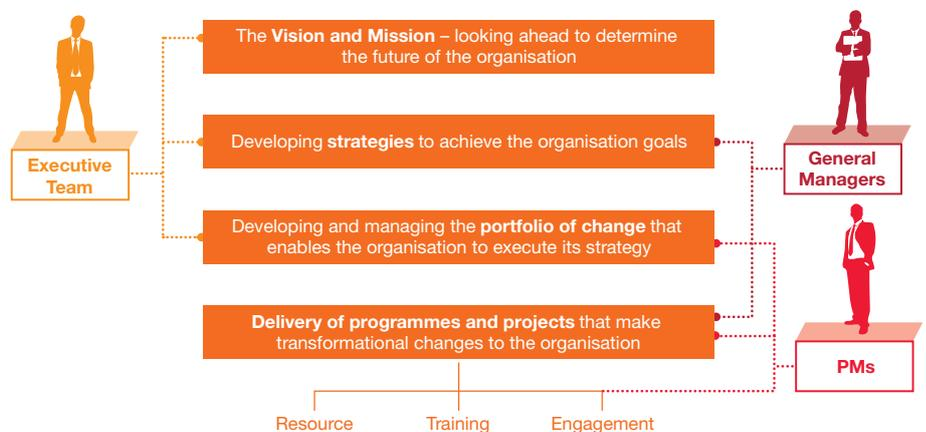 The Vision and Mission – looking ahead to determine
the future of the organisation
Executive
Team
Developing strategies to achieve the organisation goals
General
Managers
Developing and managing the portfolio of change that
enables the organisation to execute its strategy
Delivery of programmes and projects that make
transformational changes to the organisation
PMs
Resource
Training
Engagement